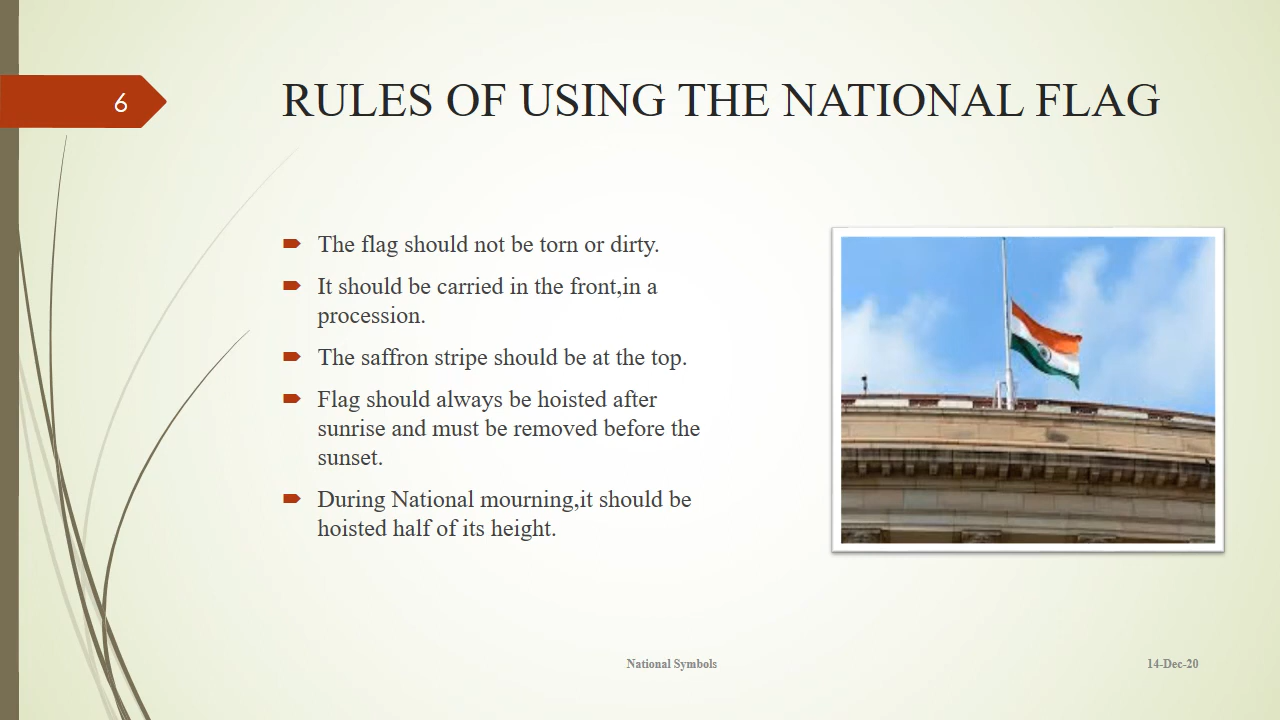 6
RULES OF USING THE NATIONAL FLAG
The flag should not be torn or dirty.
It should be carried in the front,in a
procession.
The saffron stripe should be at the top.
Flag should always be hoisted after
sunrise and must be removed before the
sunset.
During National mourning,it should be
hoisted half of its height.
National Symbols
14-Dec-20